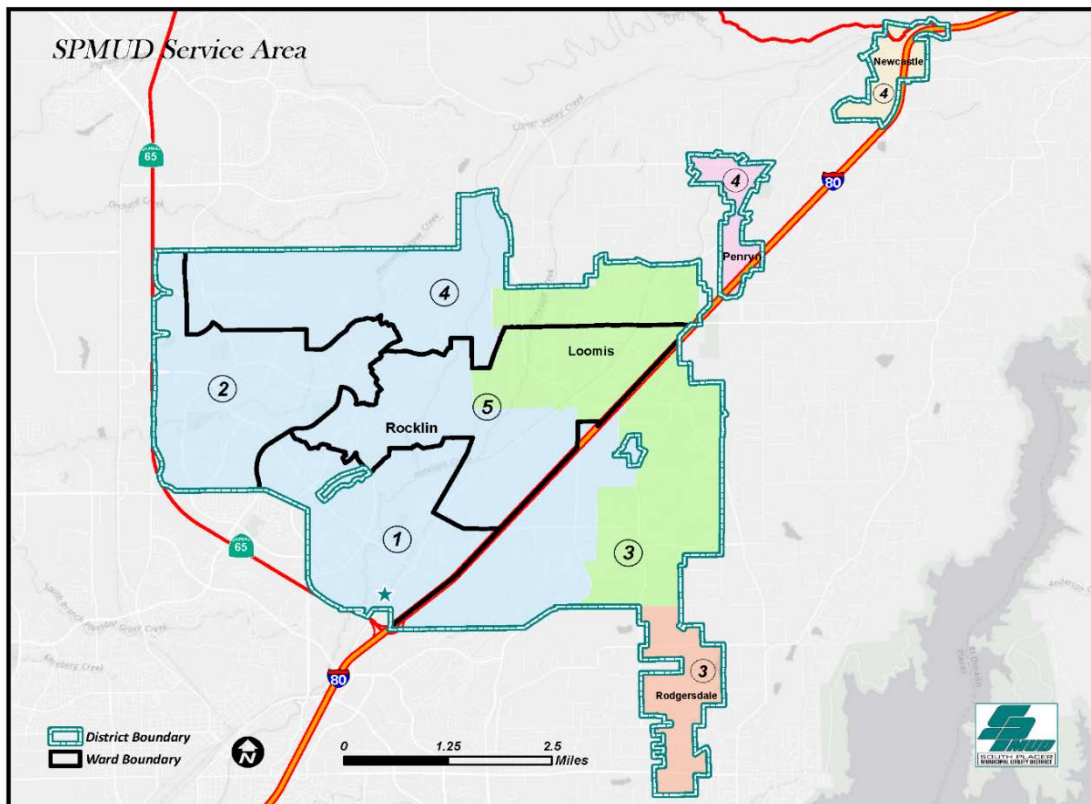 SPMUD Service Area
Newcastle
4
65
80
4
Penryn
4
Loomis
2
5
Rocklin
1
3
65
3
Rodgersdale
80
District Boundary
Ward Boundary
N
0 1.25 2.5
Miles
SPMUD
SOUTH PLACER
MUNICIPAL UTILITY DISTRICT